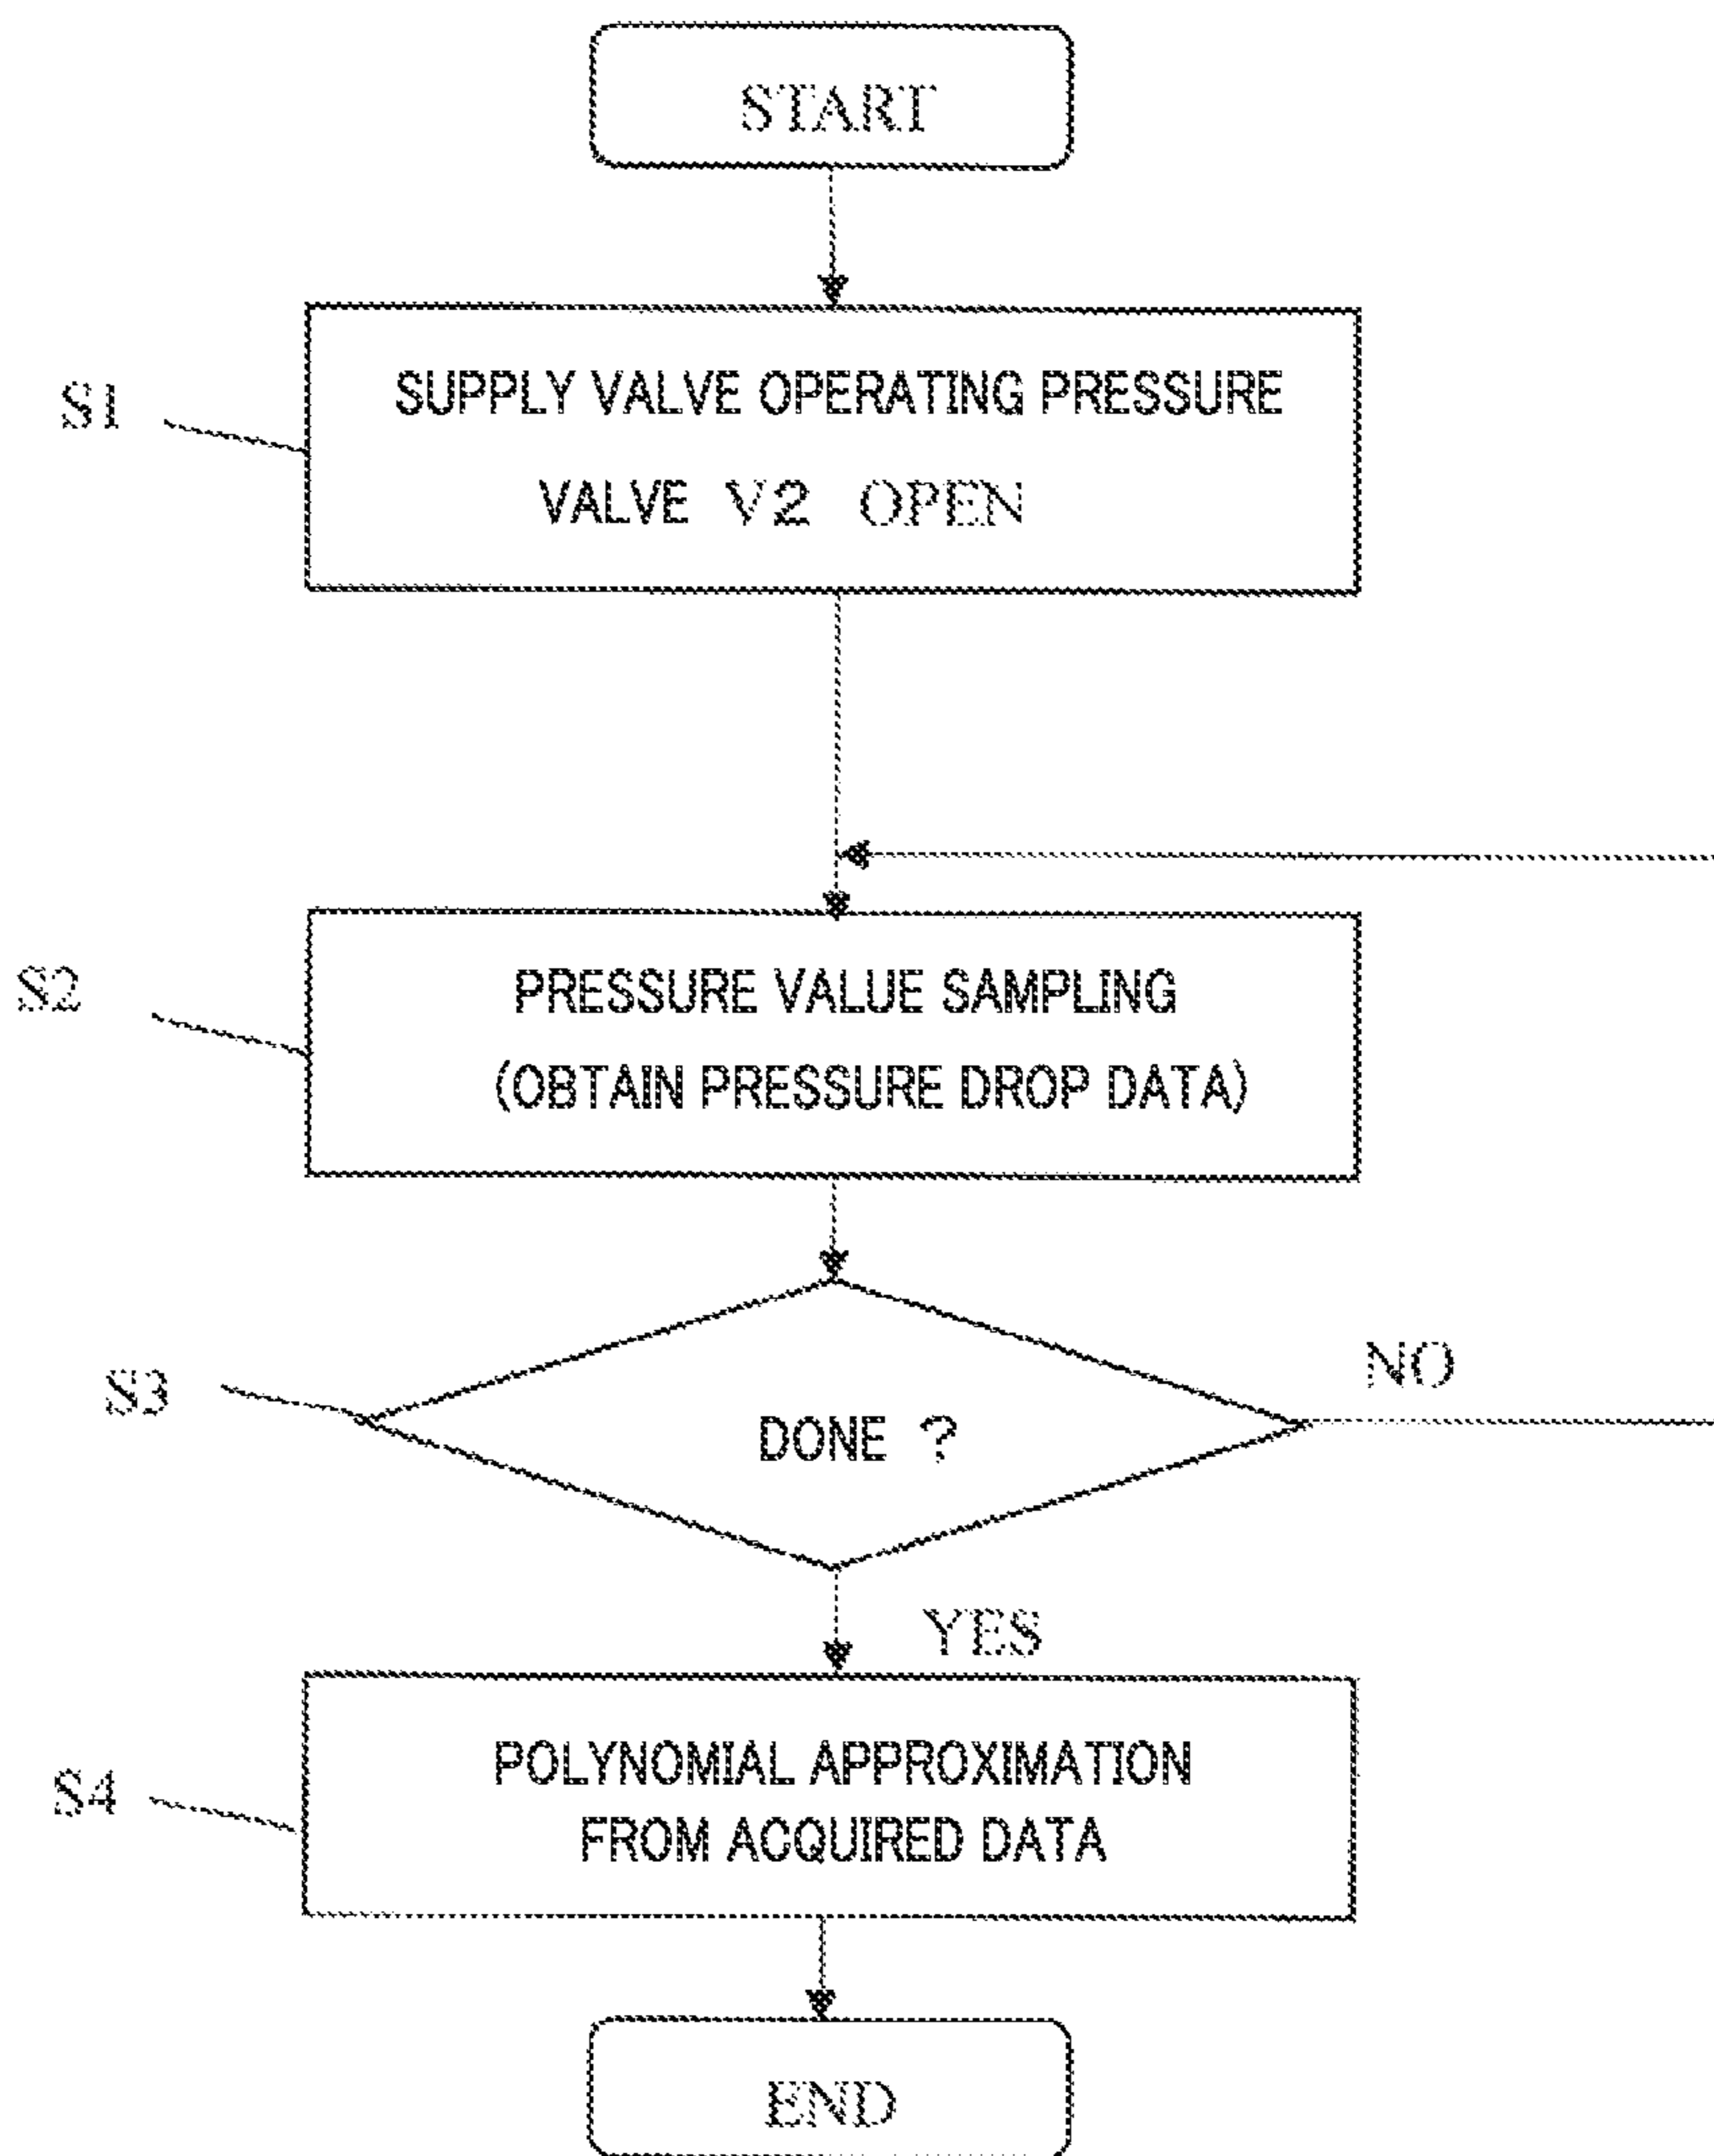 START
S1
SUPPLY VALVE OPERATING PRESSURE
VALVE V2 OPEN
S2
PRESSURE VALUE SAMPLING
(OBTAIN PRESSURE DROP DATA)
S3
DONE ?
NO
YES
S4
POLYNOMIAL APPROXIMATION
FROM ACQUIRED DATA
END